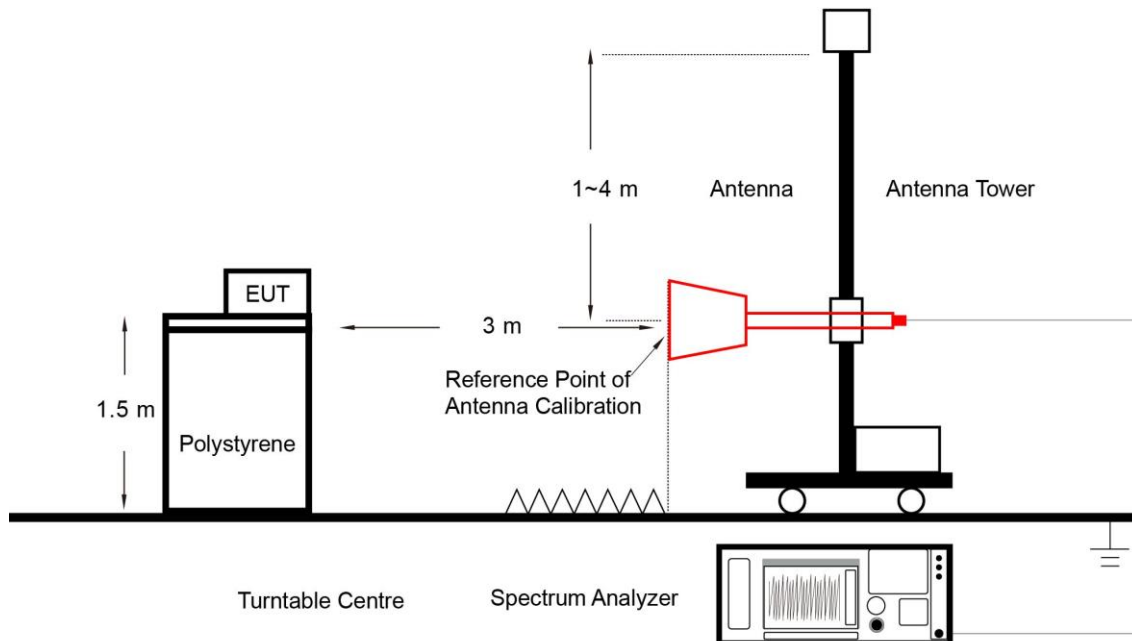 1~4 m
Antenna
Antenna Tower
EUT
3 m
Reference Point of
Antenna Calibration
1.5 m
Polystyrene
Turntable Centre
Spectrum Analyzer